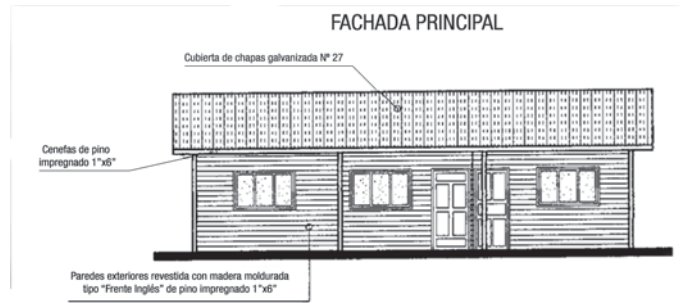 FACHADA PRINCIPAL
Cubierta de chapas galvanizada Nº 27
Cenefas de pino
impregnado 1"x6"
Paredes exteriores revestida con madera moldurada
tipo "Frente Inglés" de pino impregnado 1"x6"